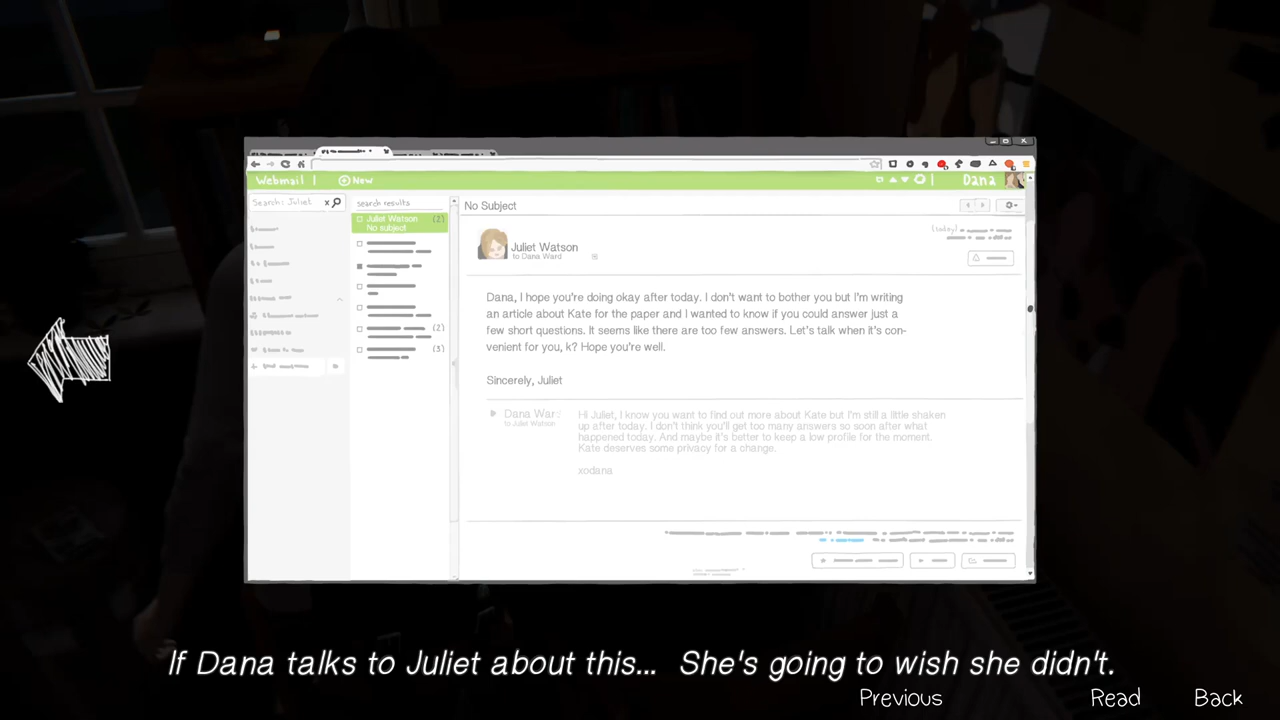 Webmail | New
Dana
Search: Juliet x
search results
Juliet Watson (2)
No subject
(2)
(3)
No Subject
Juliet Watson
to Dana Ward
(today)
Dana, I hope you're doing okay after today. I don't want to bother you but I'm writing
an article about Kate for the paper and I wanted to know if you could answer just a
few short questions. It seems like there are too few answers. Let's talk when it's con-
venient for you, k? Hope you're well.
Sincerely, Juliet
Dana War
to Juliet Watson
Hi Juliet, I know you want to find out more about Kate but I'm still a little shaken
up after today. I don't think you'll get too many answers so soon after what
happened today. And maybe it's better to keep a low profile for the moment.
Kate deserves some privacy for a change.
xodana
If Dana talks to Juliet about this... She's going to wish she didn't.
Previous
Read
Back